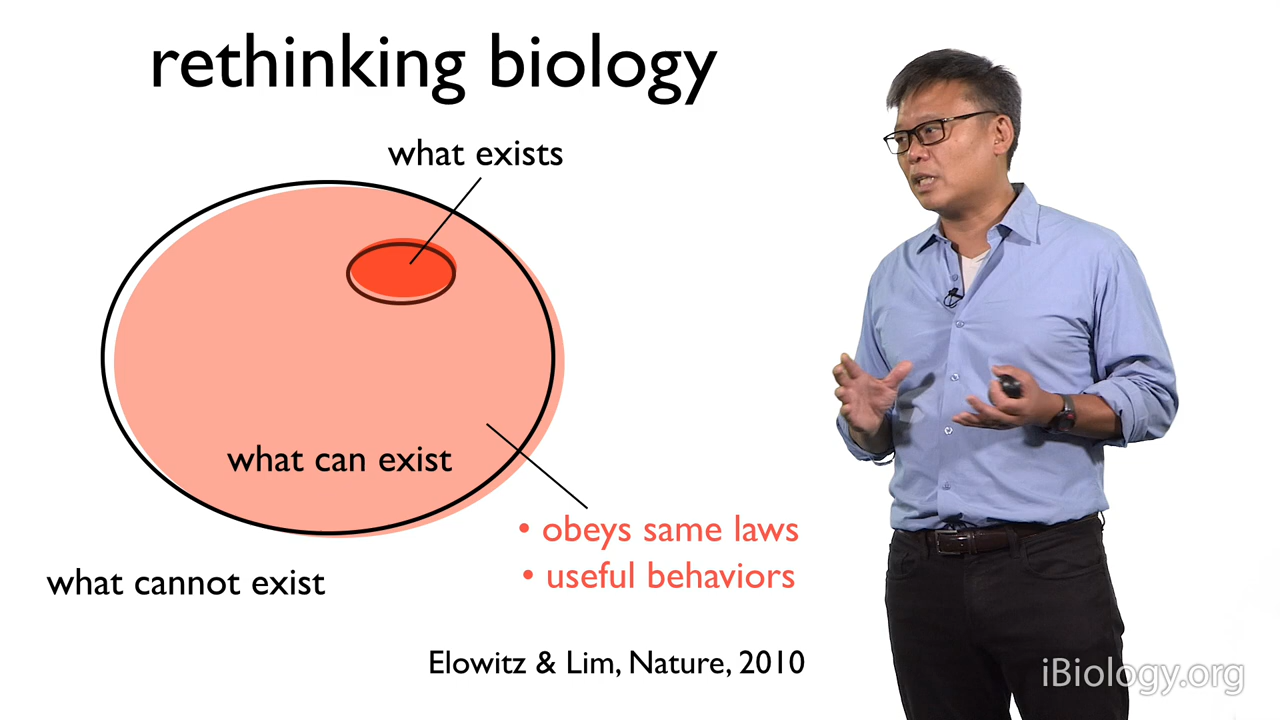 rethinking biology
what exists
what can exist
• obeys same laws
• useful behaviors
what cannot exist
Elowitz & Lim, Nature, 2010
iBiology.org